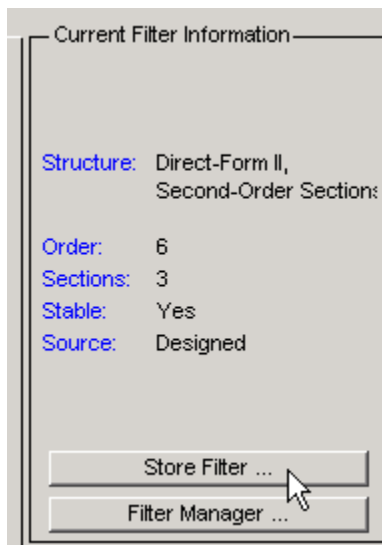 Current Filter Information
Structure: Direct-Form II,
Second-Order Sections
Order: 6
Sections: 3
Stable: Yes
Source: Designed
Store Filter ...
Filter Manager ...